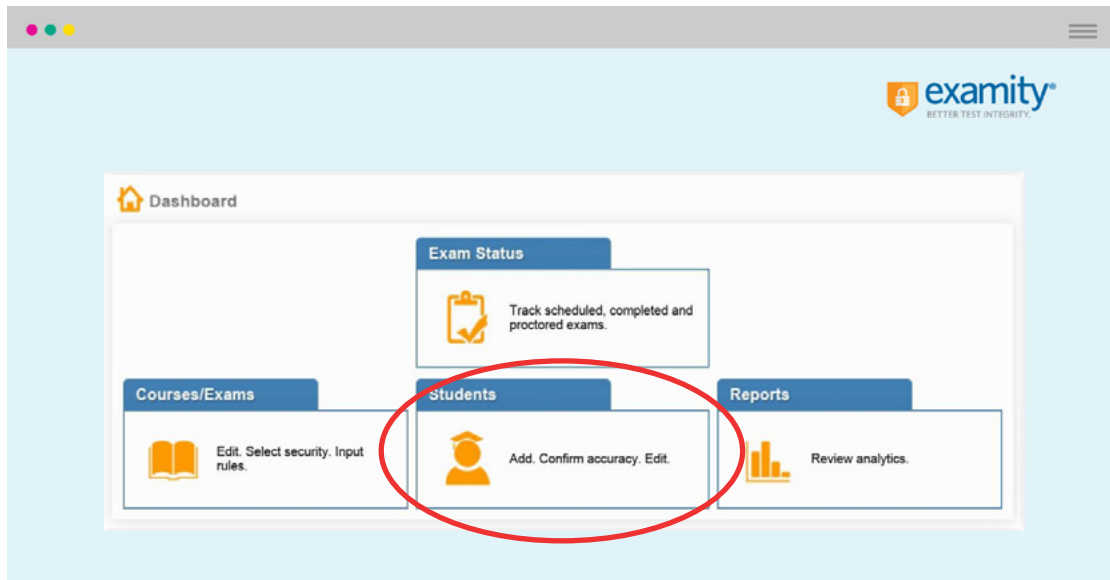 examity®
BETTER TEST INTEGRITY.
Dashboard
Exam Status
Track scheduled, completed and
proctored exams.
Courses/Exams
Edit. Select security. Input
rules.
Students
Add. Confirm accuracy. Edit.
Reports
Review analytics.